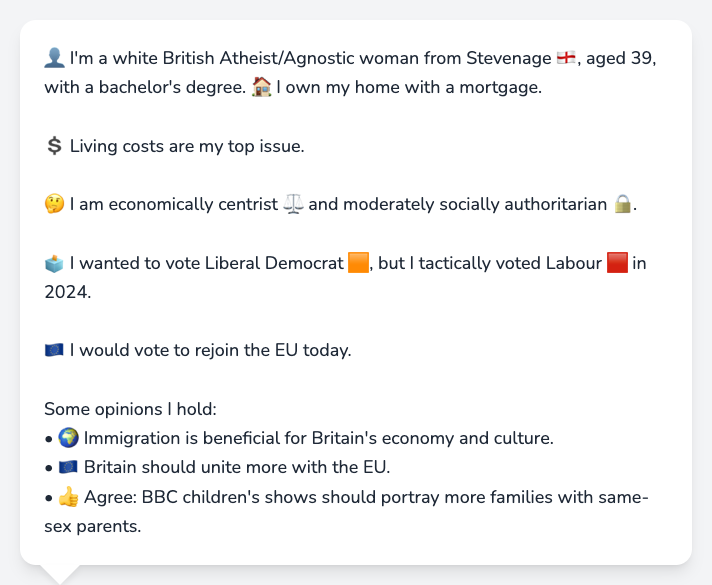 👤 I'm a white British Atheist/Agnostic woman from Stevenage 🏴󠁧󠁢󠁥󠁮󠁧󠁿, aged 39,
with a bachelor's degree. 🏠 I own my home with a mortgage.
💲 Living costs are my top issue.
🤔 I am economically centrist ⚖️ and moderately socially authoritarian 🔒.
🗳️ I wanted to vote Liberal Democrat 🟧, but I tactically voted Labour 🟥 in
2024.
🇪🇺 I would vote to rejoin the EU today.
Some opinions I hold:
• 🌍 Immigration is beneficial for Britain's economy and culture.
• 🇪🇺 Britain should unite more with the EU.
• 👍 Agree: BBC children's shows should portray more families with same-
sex parents.